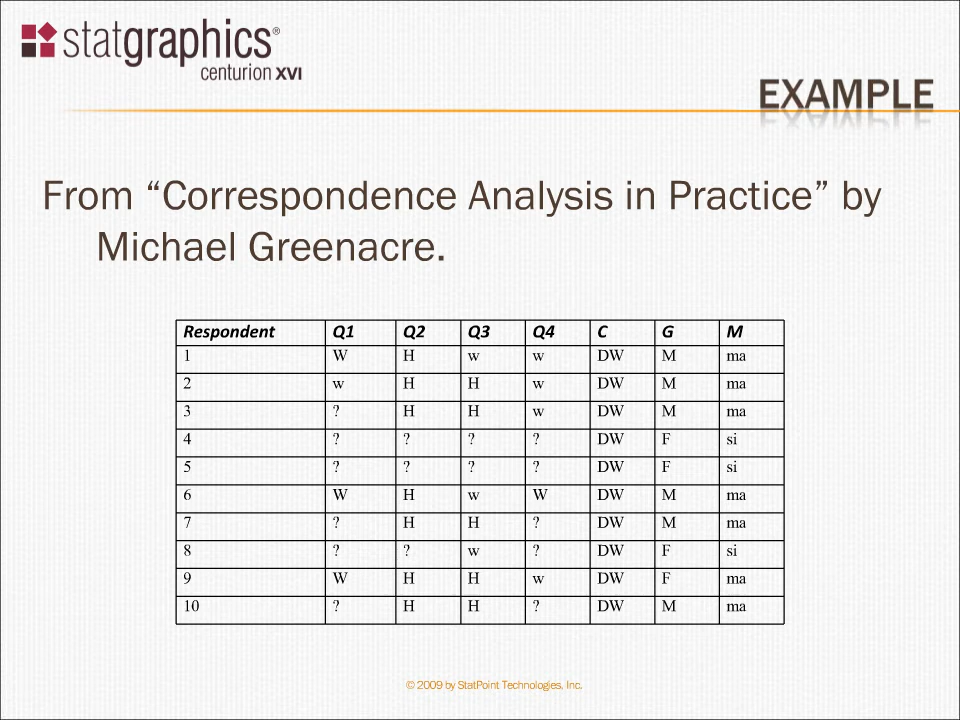 statgraphics®
centurion XVI
EXAMPLE
From “Correspondence Analysis in Practice” by
Michael Greenacre.
Respondent Q1 Q2 Q3 Q4 C G M
1 W H w w DW M ma
2 w H H w DW M ma
3 ? H H w DW M ma
4 ? ? ? ? DW F si
5 ? ? ? ? DW F si
6 W H w W DW M ma
7 ? H H ? DW M ma
8 ? ? w ? DW F si
9 W H H w DW F ma
10 ? H H ? DW M ma
© 2009 by StatPoint Technologies, Inc.